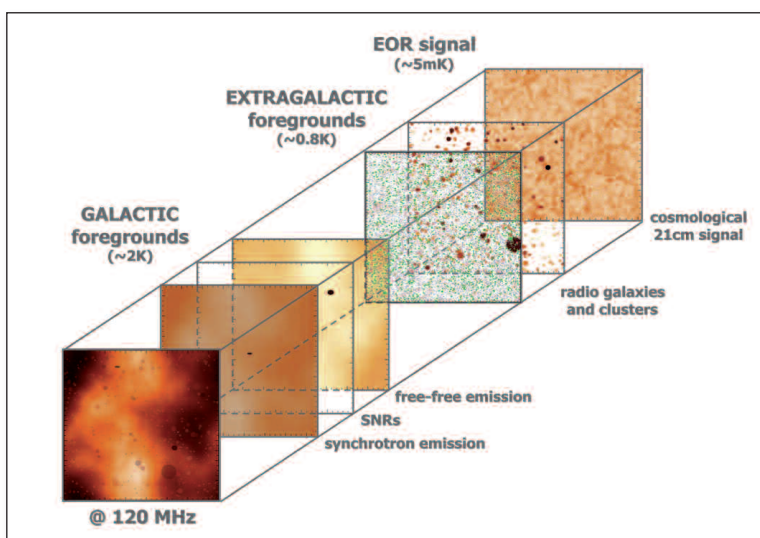 EOR signal
(~5mK)
EXTRAGALACTIC
foregrounds
(~0.8K)
GALACTIC
foregrounds
(~2K)
cosmological
21cm signal
radio galaxies
and clusters
free-free emission
SNRs
synchrotron emission
@ 120 MHz